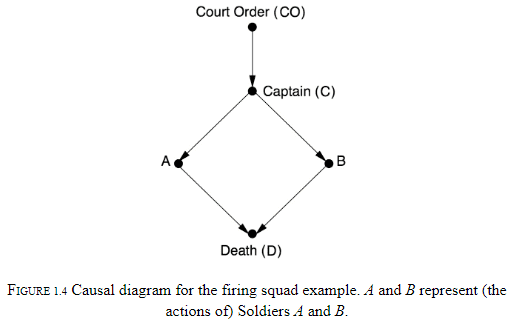 Court Order (CO)
Captain (C)
A
B
Death (D)
FIGURE 1.4 Causal diagram for the firing squad example. A and B represent (the
actions of) Soldiers A and B.